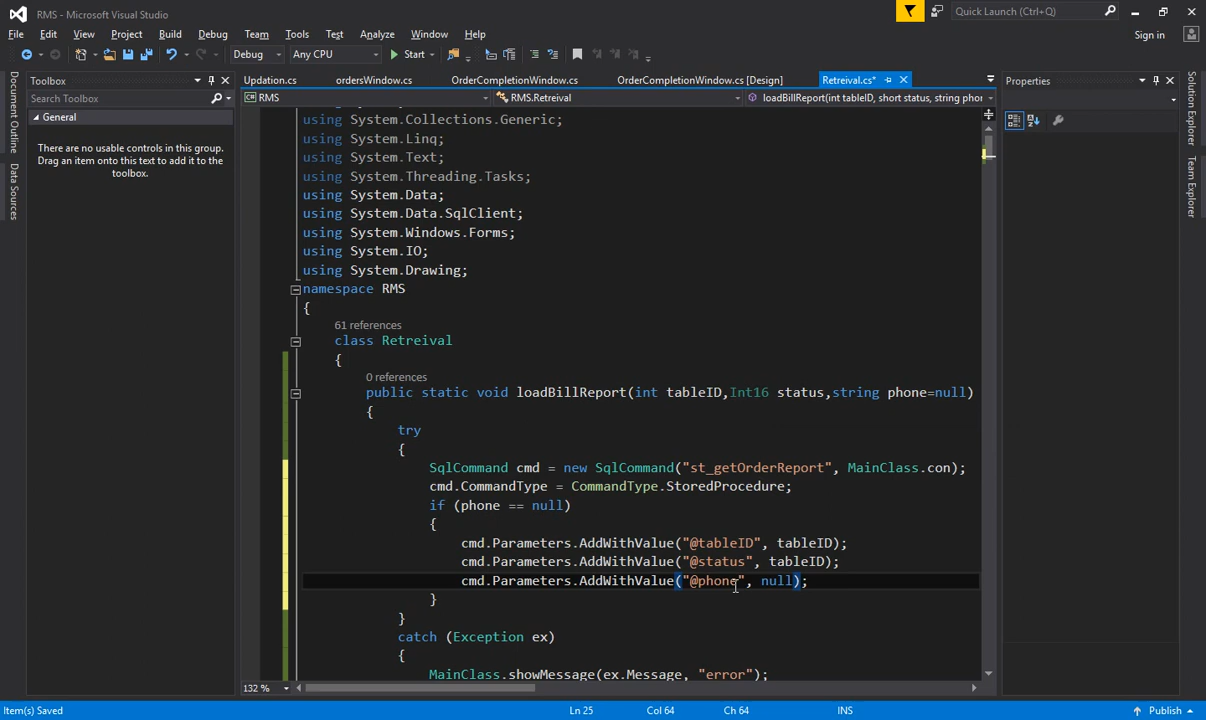 RMS - Microsoft Visual Studio
Quick Launch (Ctrl+Q)
File Edit View Project Build Debug Team Tools Test Analyze Window Help
Sign in
Debug Any CPU Start
Document Outline
Data Sources
Toolbox
Search Toolbox
General
There are no usable controls in this group. Drag an item onto this text to add it to the toolbox.
Updation.cs ordersWindow.cs OrderCompletionWindow.cs OrderCompletionWindow.cs [Design] Retreival.cs*
RMS RMS.Retreival loadBillReport(int tableID, short status, string phor
using System.Collections.Generic;
using System.Linq;
using System.Text;
using System.Threading.Tasks;
using System.Data;
using System.Data.SqlClient;
using System.Windows.Forms;
using System.IO;
using System.Drawing;
namespace RMS
{
61 references
class Retreival
{
0 references
public static void loadBillReport(int tableID,Int16 status,string phone=null)
{
try
{
SqlCommand cmd = new SqlCommand("st_getOrderReport", MainClass.con);
cmd.CommandType = CommandType.StoredProcedure;
if (phone == null)
{
cmd.Parameters.AddWithValue("@tableID", tableID);
cmd.Parameters.AddWithValue("@status", tableID);
cmd.Parameters.AddWithValue("@phone", null);
}
}
catch (Exception ex)
{
MainClass.showMessage(ex.Message, "error");
132 %
Properties
Solution Explorer
Team Explorer
Item(s) Saved Ln 25 Col 64 Ch 64 INS Publish